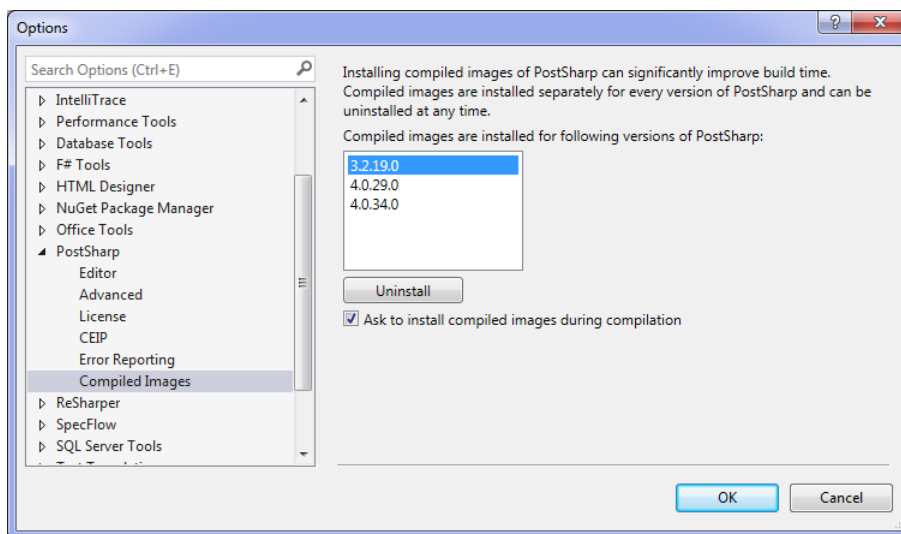 Options
Search Options (Ctrl+E)
IntelliTrace
Performance Tools
Database Tools
F# Tools
HTML Designer
NuGet Package Manager
Office Tools
PostSharp
Editor
Advanced
License
CEIP
Error Reporting
Compiled Images
ReSharper
SpecFlow
SQL Server Tools
Installing compiled images of PostSharp can significantly improve build time.
Compiled images are installed separately for every version of PostSharp and can be
uninstalled at any time.
Compiled images are installed for following versions of PostSharp:
3.2.19.0
4.0.29.0
4.0.34.0
Uninstall
Ask to install compiled images during compilation
OK
Cancel